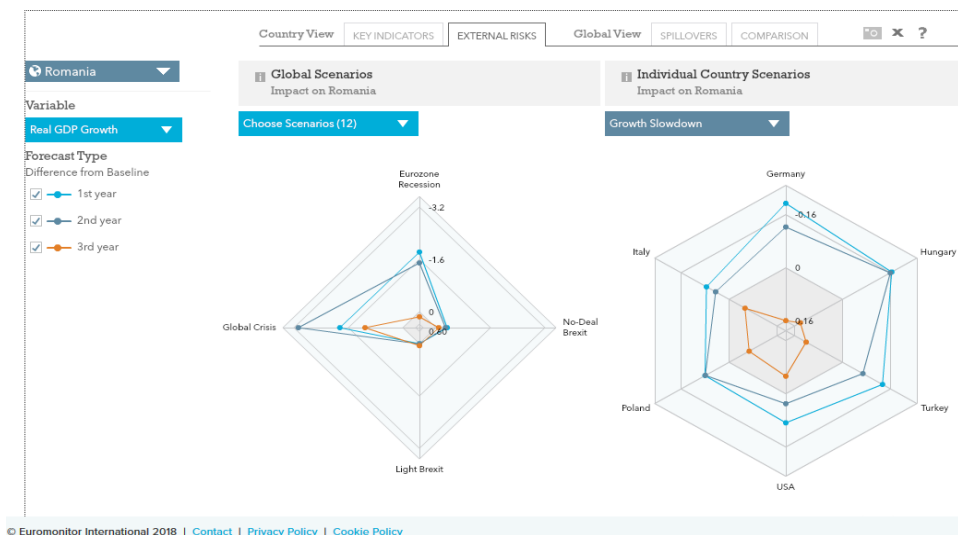 Country View KEY INDICATORS EXTERNAL RISKS Global View SPILLOVERS COMPARISON x ?
Romania
Variable
Real GDP Growth
Forecast Type
Difference from Baseline
1st year
2nd year
3rd year
i Global Scenarios
Impact on Romania
Choose Scenarios (12)
Eurozone
Recession
-3.2
-1.6
0
0.60
Global Crisis
No-Deal
Brexit
Light Brexit
i Individual Country Scenarios
Impact on Romania
Growth Slowdown
Germany
-0.16
Italy
Hungary
0
0.16
Poland
Turkey
USA
© Euromonitor International 2018 | Contact | Privacy Policy | Cookie Policy